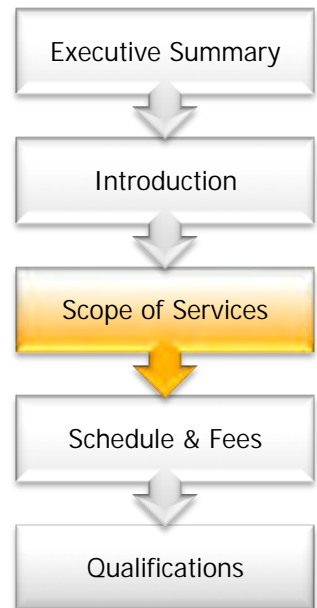 Executive Summary
Introduction
Scope of Services
Schedule & Fees
Qualifications